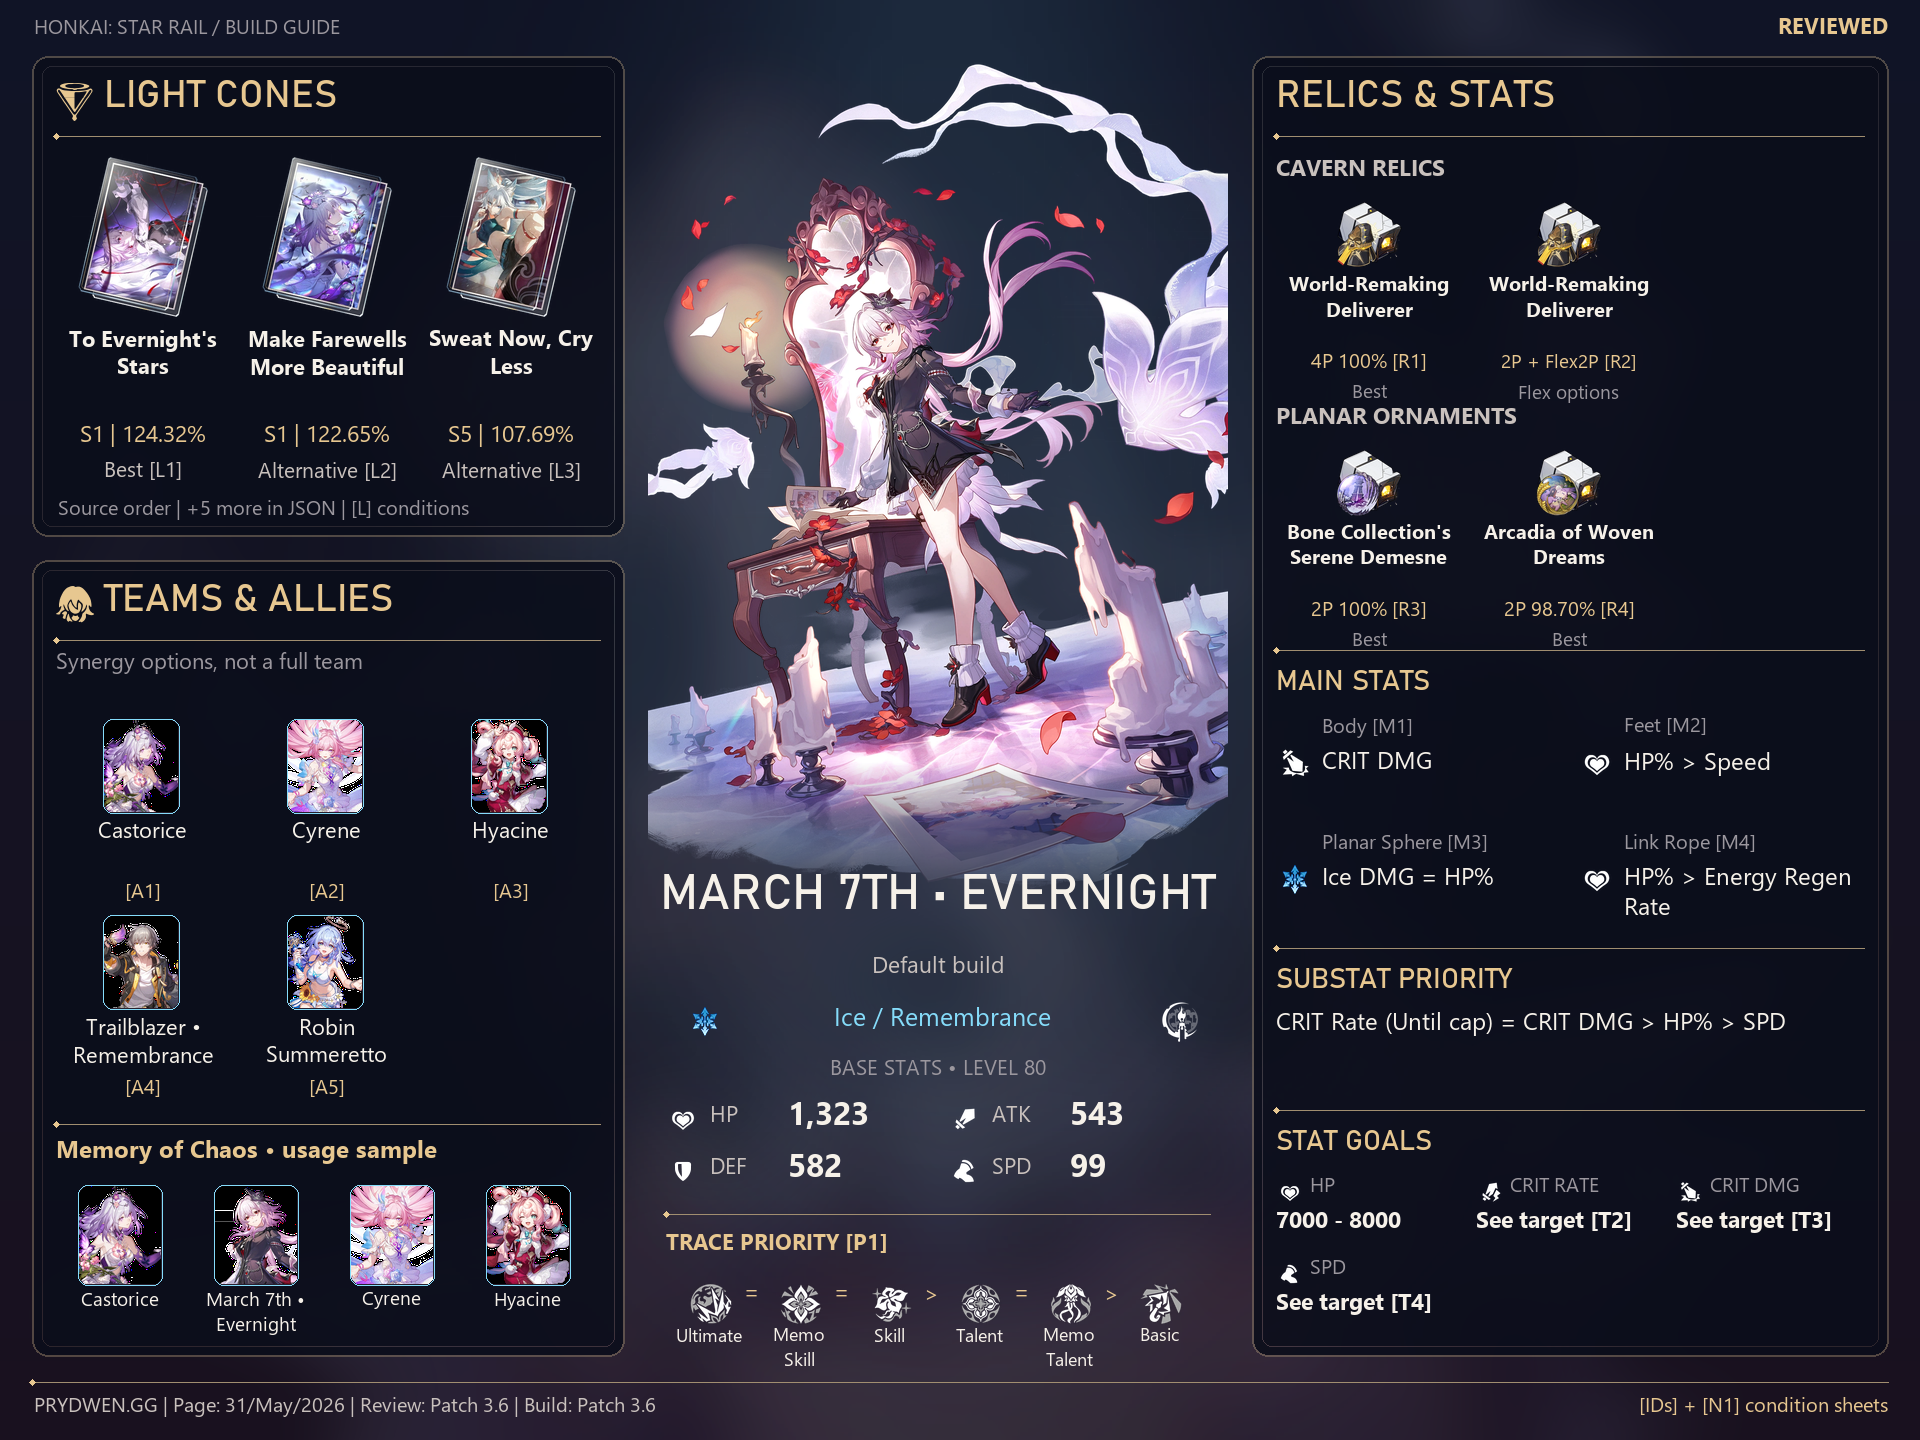 HONKAI: STAR RAIL / BUILD GUIDE
REVIEWED
LIGHT CONES
To Evernight's
Stars
S1 | 124.32%
Best [L1]
Make Farewells
More Beautiful
S1 | 122.65%
Alternative [L2]
Sweat Now, Cry
Less
S5 | 107.69%
Alternative [L3]
Source order | +5 more in JSON | [L] conditions
TEAMS & ALLIES
Synergy options, not a full team
Castorice
[A1]
Cyrene
[A2]
Hyacine
[A3]
Trailblazer •
Remembrance
[A4]
Robin
Summeretto
[A5]
Memory of Chaos • usage sample
Castorice
March 7th •
Evernight
Cyrene
Hyacine
MARCH 7TH • EVERNIGHT
Default build
Ice / Remembrance
BASE STATS • LEVEL 80
HP 1,323
ATK 543
DEF 582
SPD 99
TRACE PRIORITY [P1]
Ultimate = Memo Skill = Skill > Talent = Memo Talent > Basic
RELICS & STATS
CAVERN RELICS
World-Remaking
Deliverer
4P 100% [R1]
Best
World-Remaking
Deliverer
2P + Flex2P [R2]
Flex options
PLANAR ORNAMENTS
Bone Collection's
Serene Demesne
2P 100% [R3]
Best
Arcadia of Woven
Dreams
2P 98.70% [R4]
Best
MAIN STATS
Body [M1]
CRIT DMG
Feet [M2]
HP% > Speed
Planar Sphere [M3]
Ice DMG = HP%
Link Rope [M4]
HP% > Energy Regen
Rate
SUBSTAT PRIORITY
CRIT Rate (Until cap) = CRIT DMG > HP% > SPD
STAT GOALS
HP
7000 - 8000
CRIT RATE
See target [T2]
CRIT DMG
See target [T3]
SPD
See target [T4]
PRYDWEN.GG | Page: 31/May/2026 | Review: Patch 3.6 | Build: Patch 3.6
[IDs] + [N1] condition sheets